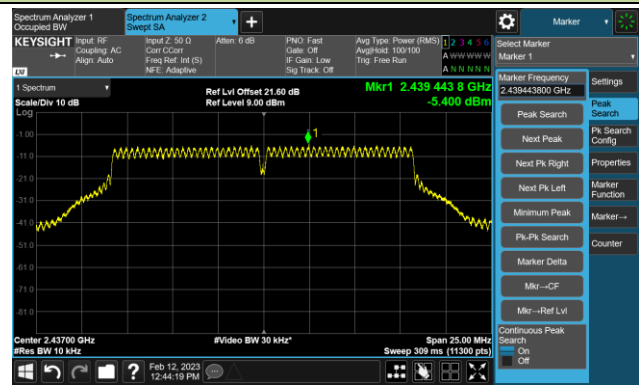 Spectrum Analyzer 1
Occupied BW
Spectrum Analyzer 2
Swept SA
+
Marker
KEYSIGHT
Input: RF
Coupling: AC
Align: Auto
Input Z: 50 Ω
Corr CCorr
Freq Ref: Int (S)
NFE: Adaptive
Atten: 6 dB
PNO: Fast
Gate: Off
IF Gain: Low
Sig Track: Off
Avg Type: Power (RMS)
Avg|Hold: 100/100
Trig: Free Run
1 2 3 4 5 6
A W W W W W
A N N N N N
LXI
Select Marker
Marker 1
1 Spectrum
Scale/Div 10 dB
Log
Ref Lvl Offset 21.60 dB
Ref Level 9.00 dBm
Mkr1 2.439 443 8 GHz
-5.400 dBm
1
-1.00
-11.0
-21.0
-31.0
-41.0
-51.0
-61.0
-71.0
-81.0
Center 2.43700 GHz
#Res BW 10 kHz
#Video BW 30 kHz*
Span 25.00 MHz
Sweep 309 ms (11300 pts)
Marker Frequency
2.439443800 GHz
Peak Search
Next Peak
Next Pk Right
Next Pk Left
Minimum Peak
Pk-Pk Search
Marker Delta
Mkr→CF
Mkr→Ref Lvl
Continuous Peak
Search
On
Off
Settings
Peak
Search
Pk Search
Config
Properties
Marker
Function
Marker→
Counter
?
Feb 12, 2023
12:44:19 PM